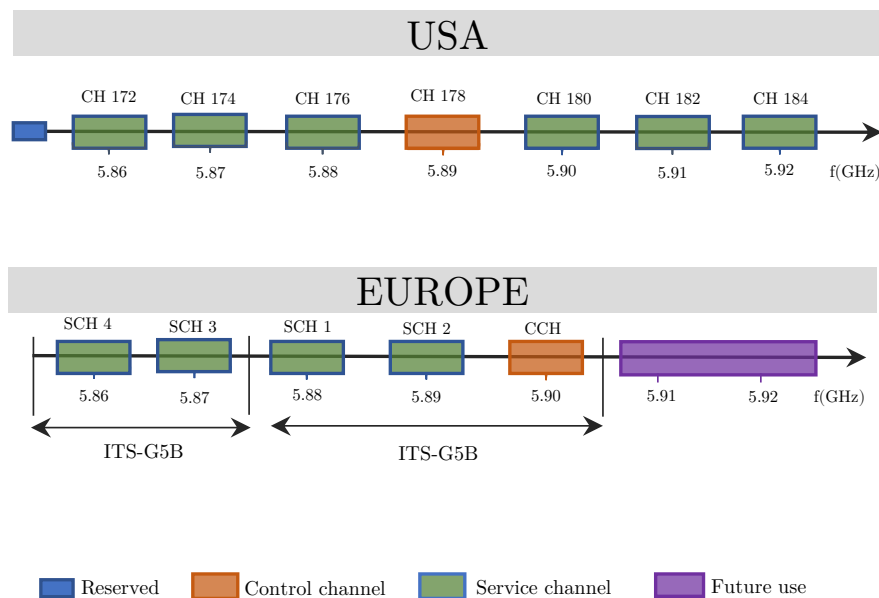 USA
CH 172 CH 174 CH 176 CH 178 CH 180 CH 182 CH 184
5.86 5.87 5.88 5.89 5.90 5.91 5.92 f(GHz)
EUROPE
SCH 4 SCH 3 SCH 1 SCH 2 CCH
5.86 5.87 5.88 5.89 5.90 5.91 5.92 f(GHz)
ITS-G5B ITS-G5B
Reserved Control channel Service channel Future use